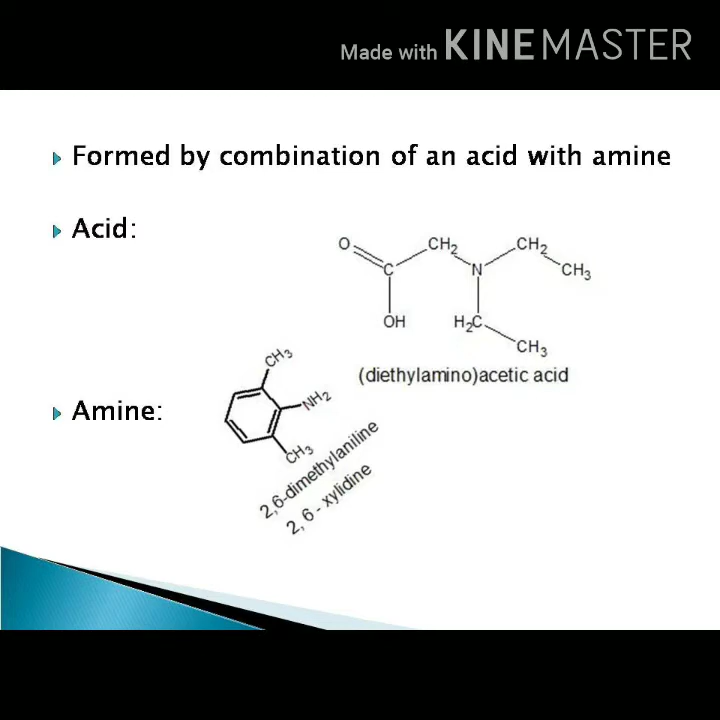 Made with KINEMASTER
Formed by combination of an acid with amine
Acid:
O
CH2
CH2
C
N
CH3
OH
H2C
CH3
(diethylamino)acetic acid
CH3
NH2
Amine:
CH3
2,6-dimethylaniline
2, 6 - xylidine